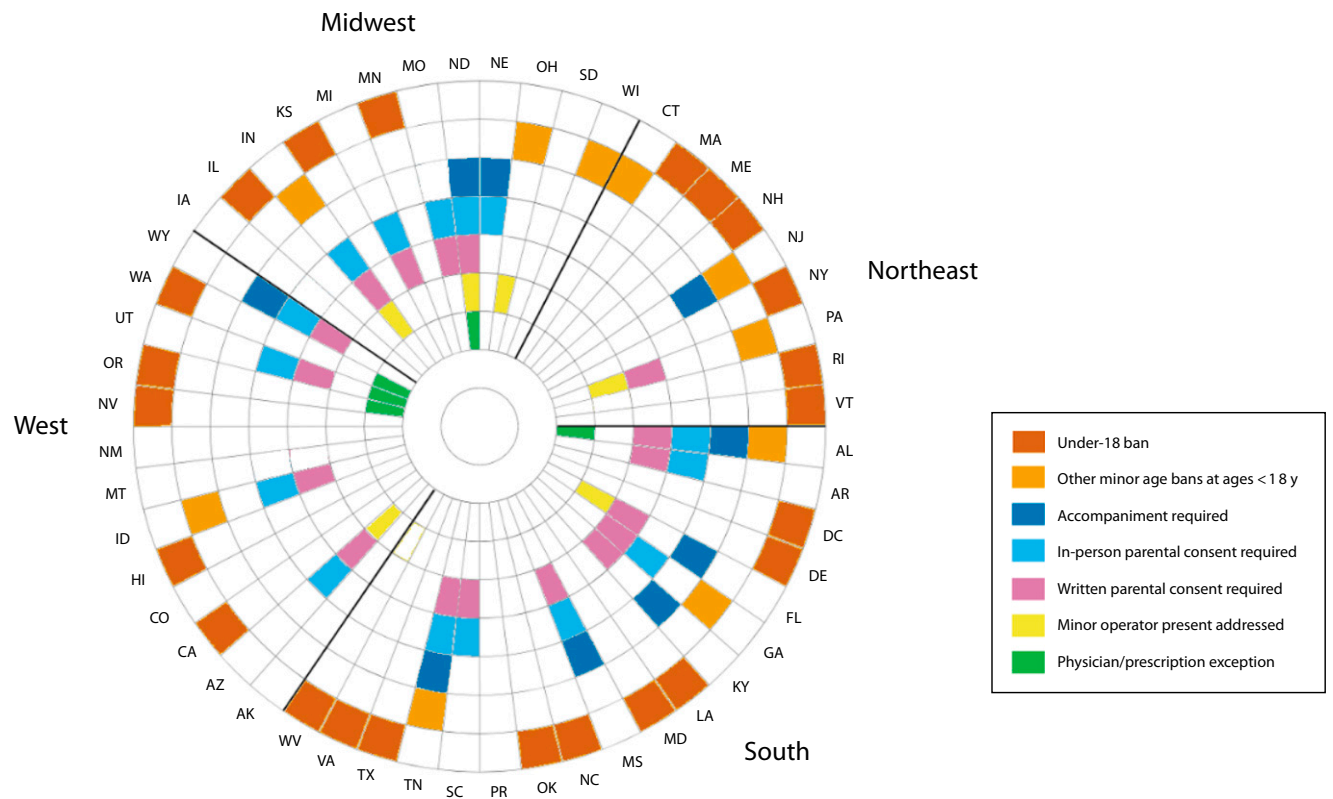 Midwest
ND
NE
MO
OH
MN
SD
MI
WI
KS
CT
IN
MA
IL
ME
IA
NH
WY
NJ
WA
NY
Northeast
UT
PA
OR
RI
NV
VT
West
NM
AL
MT
AR
ID
DC
HI
DE
CO
FL
CA
GA
AZ
KY
AK
LA
WV
MD
VA
MS
TX
NC
TN
OK
SC
PR
South
Under-18 ban
Other minor age bans at ages < 1 8 y
Accompaniment required
In-person parental consent required
Written parental consent required
Minor operator present addressed
Physician/prescription exception